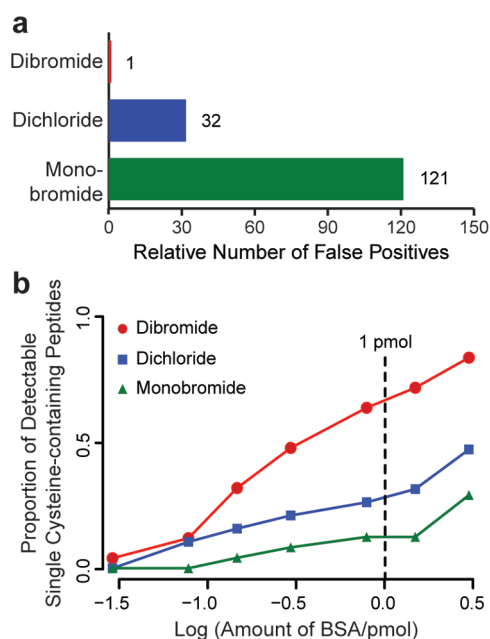 a
Dibromide
1
Dichloride
32
Mono-
bromide
121
0 30 60 90 120 150
Relative Number of False Positives
b
Proportion of Detectable
Single Cysteine-containing Peptides
1.0
0.5
0.0
Dibromide
Dichloride
Monobromide
1 pmol
−1.5 −1.0 −0.5 0.0 0.5
Log (Amount of BSA/pmol)